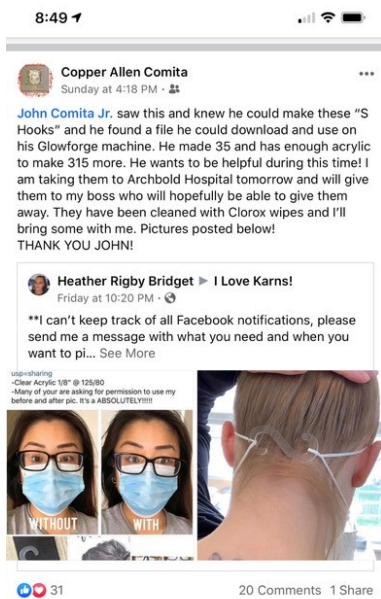 8:49
Copper Allen Comita
Sunday at 4:18 PM ·
John Comita Jr. saw this and knew he could make these “S
Hooks” and he found a file he could download and use on
his Glowforge machine. He made 35 and has enough acrylic
to make 315 more. He wants to be helpful during this time! I
am taking them to Archbold Hospital tomorrow and will give
them to my boss who will hopefully be able to give them
away. They have been cleaned with Clorox wipes and I’ll
bring some with me. Pictures posted below!
THANK YOU JOHN!
Heather Rigby Bridget ▶ I Love Karns!
Friday at 10:20 PM ·
**I can’t keep track of all Facebook notifications, please
send me a message with what you need and when you
want to pi... See More
usp=sharing
-Clear Acrylic 1/8" @ 125/80
-Many of your are asking for permission to use my
before and after pic. It's a ABSOLUTELY!!!!!
WITHOUT
WITH
31
20 Comments 1 Share